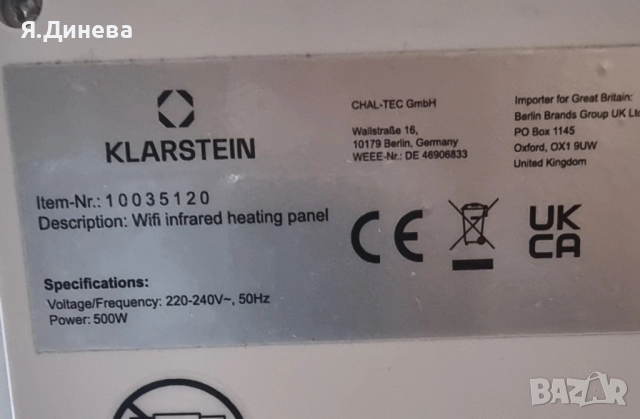 Я.Динева
KLARSTEIN
Item-Nr.: 10035120
Description: Wifi infrared heating panel
Specifications:
Voltage/Frequency: 220-240V~, 50Hz
Power: 500W
CHAL-TEC GmbH
Wallstraße 16,
10179 Berlin, Germany
WEEE-Nr.: DE 46906833
Importer for Great Britain:
Berlin Brands Group UK Ltd
PO Box 1145
Oxford, OX1 9UW
United Kingdom
CE
UK
CA
BAZAR